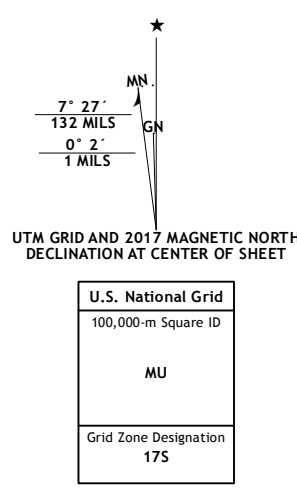 MN
7° 27´
132 MILS
GN
0° 2´
1 MILS
UTM GRID AND 2017 MAGNETIC NORTH
DECLINATION AT CENTER OF SHEET
U.S. National Grid
100,000-m Square ID
MU
Grid Zone Designation
17S